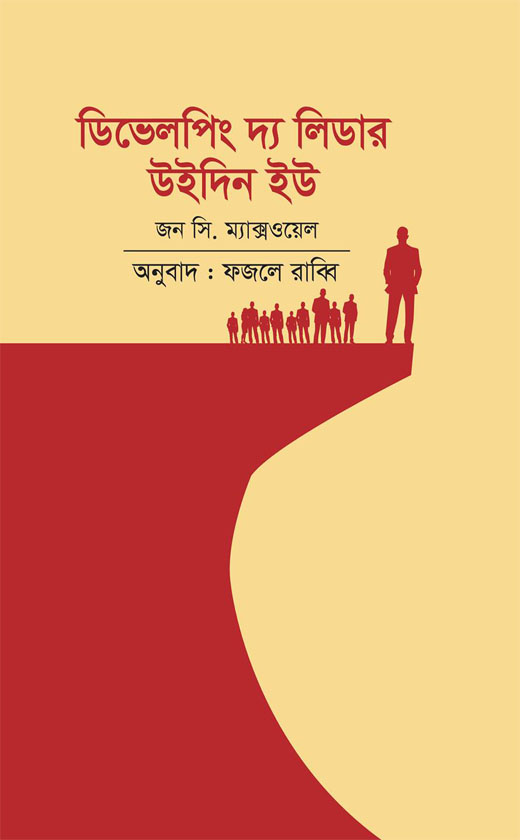 ডিভেলপিং দ্য লিডার
উইদিন ইউ
জন সি. ম্যাক্সওয়েল
অনুবাদ : ফজলে রাব্বি